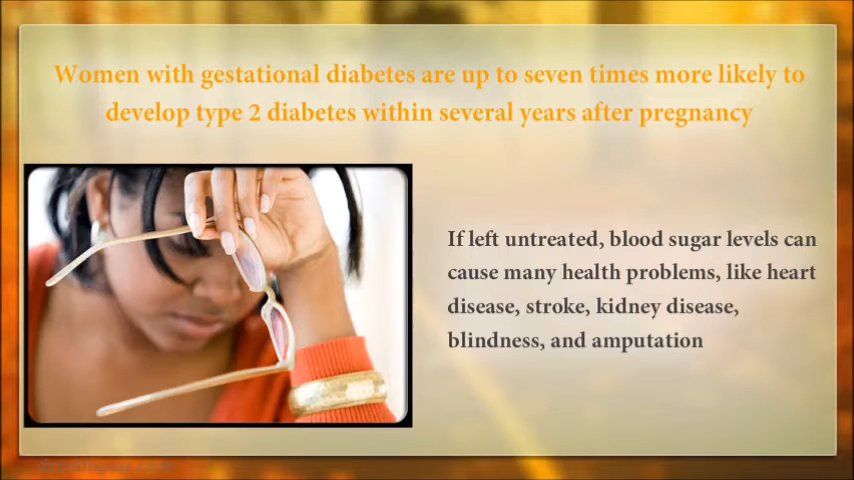 Women with gestational diabetes are up to seven times more likely to
develop type 2 diabetes within several years after pregnancy
If left untreated, blood sugar levels can
cause many health problems, like heart
disease, stroke, kidney disease,
blindness, and amputation